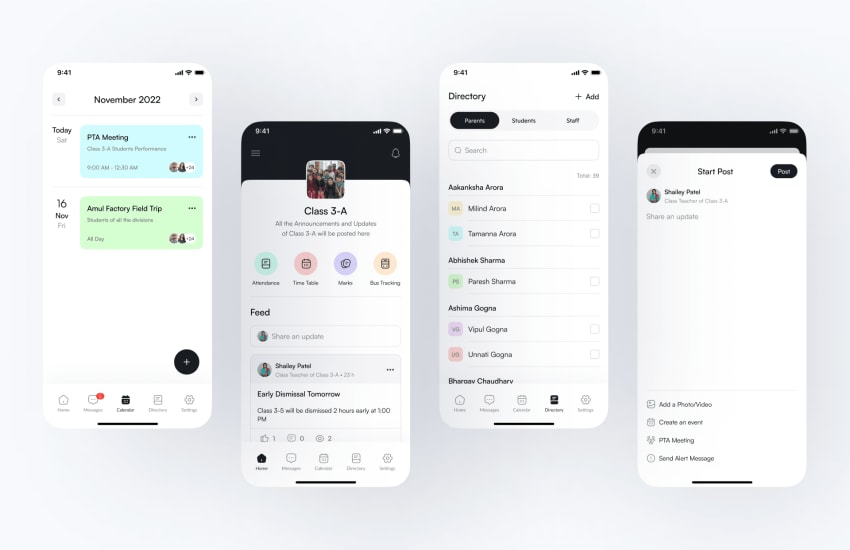 9:41
November 2022
Today
Sat
PTA Meeting
Class 3-A Students Performance
9:00 AM - 12:30 AM
+24
16
Nov
Fri
Amul Factory Field Trip
Students of all the divisions
All Day
+24
+
Home
Messages
Calendar
Directory
Settings
9:41
Class 3-A
All the Announcements and Updates
of Class 3-A will be posted here
Attendance
Time Table
Marks
Bus Tracking
Feed
Share an update
Shailey Patel
Class Teacher of Class 3-A • 23 h
Early Dismissal Tomorrow
Class 3-5 will be dismissed 2 hours early at 1:00
PM
1
0
2
Home
Messages
Calendar
Directory
Settings
9:41
Directory
+ Add
Parents
Students
Staff
Search
Total: 39
Aakanksha Arora
MA
Milind Arora
TA
Tamanna Arora
Abhishek Sharma
PS
Paresh Sharma
Ashima Gogna
VG
Vipul Gogna
UG
Unnati Gogna
Bhargav Chaudhary
Home
Messages
Calendar
Directory
Settings
9:41
Start Post
Post
Shailey Patel
Class Teacher of Class 3-A
Share an update
Add a Photo/Video
Create an event
PTA Meeting
Send Alert Message